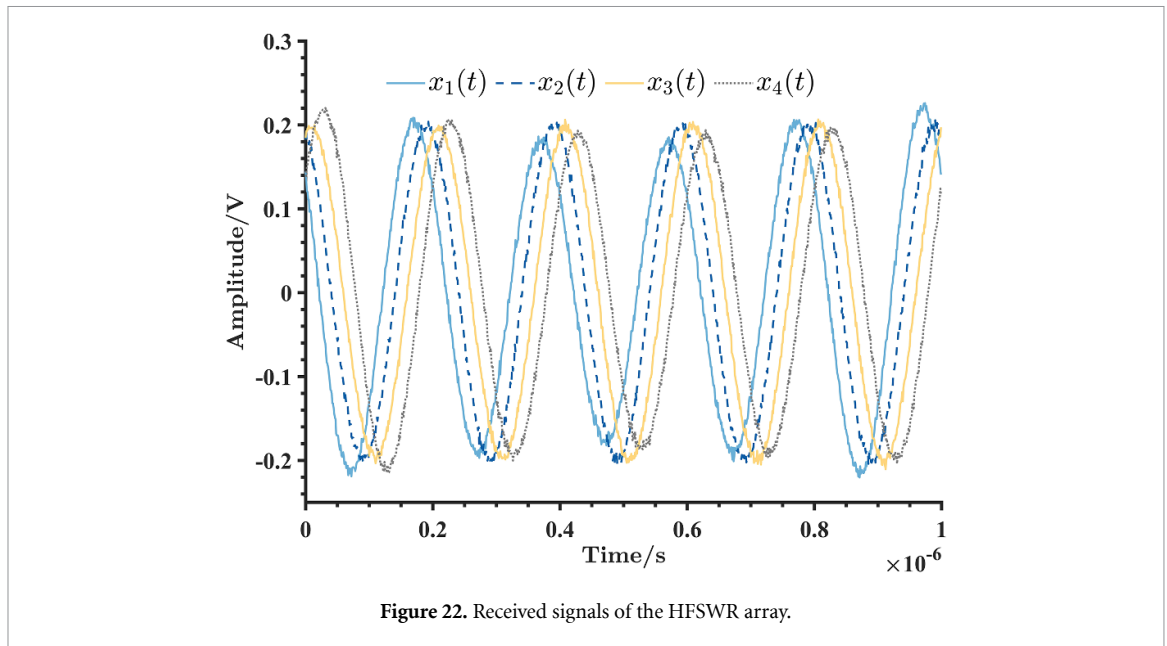 0.3
x₁(t) x₂(t) x₃(t) x₄(t)
0.2
0.1
0
-0.1
-0.2
Amplitude/V
0 0.2 0.4 0.6 0.8 1
Time/s
×10⁻⁶
Figure 22. Received signals of the HFSWR array.